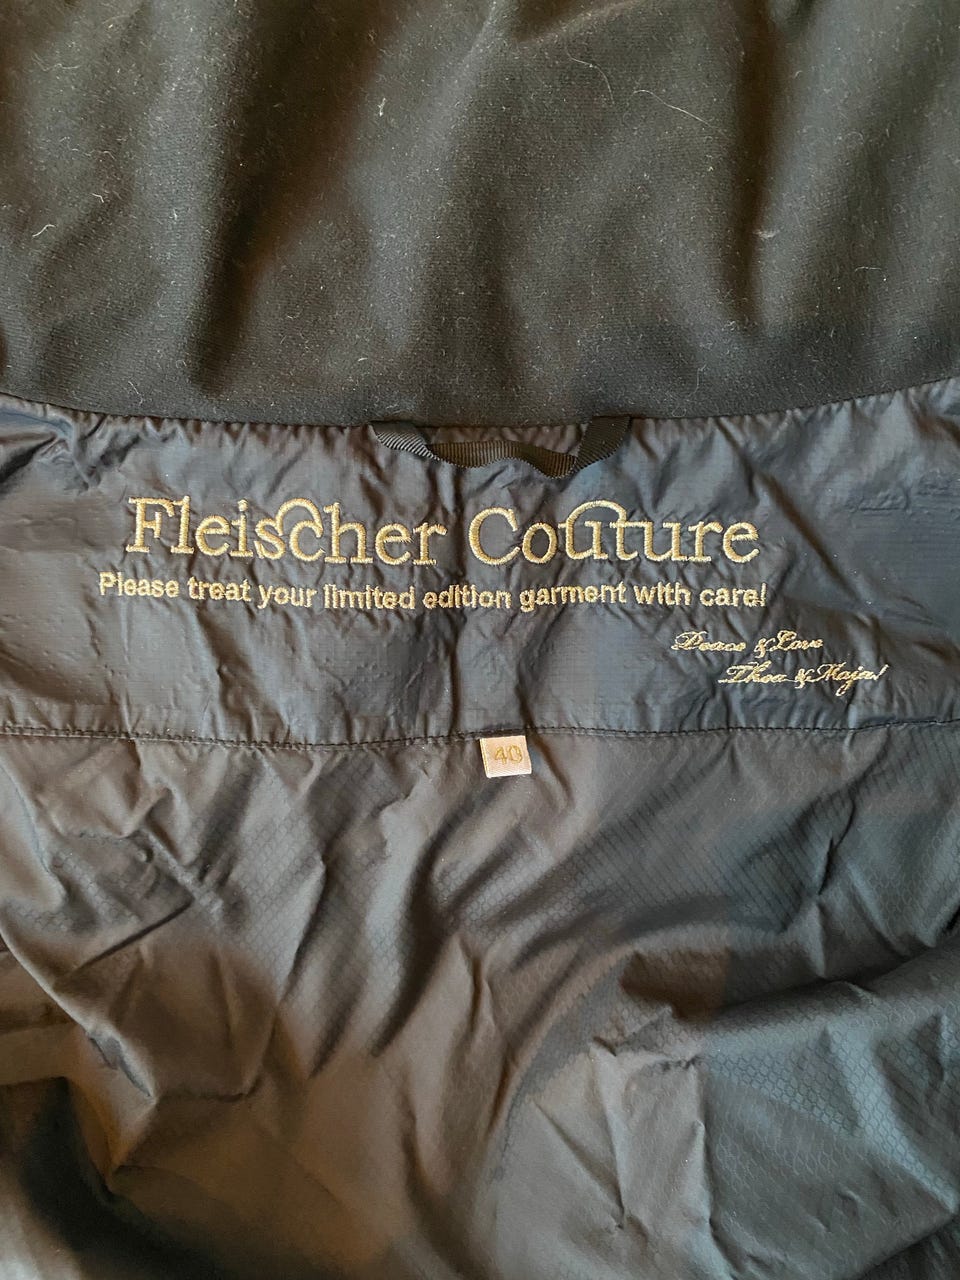 Fleischer Couture
Please treat your limited edition garment with care!
Peace & Love
Thea & Maja!
40